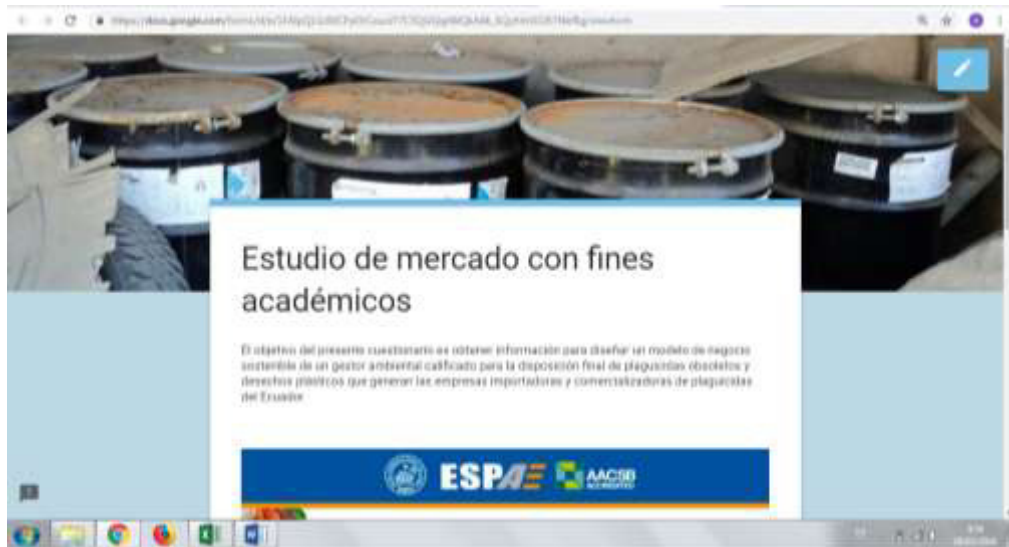 Estudio de mercado con fines
académicos
El objetivo del presente cuestionario es obtener información para diseñar un modelo de negocio
sostenible de un gestor ambiental calificado para la disposición final de plaguicidas obsoletos y
desechos plásticos que generan las empresas importadoras y comercializadoras de plaguicidas
del Ecuador
ESPAE AACSB
ACCREDITED